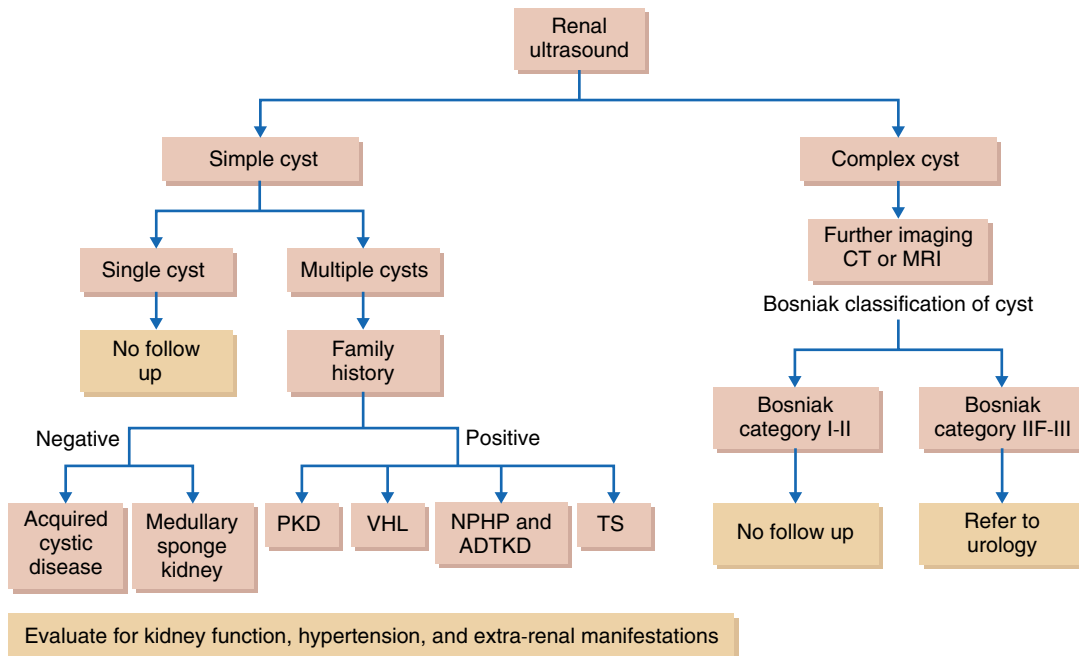 Renal
ultrasound
Simple cyst
Complex cyst
Single cyst
Multiple cysts
Further imaging
CT or MRI
Bosniak classification of cyst
No follow
up
Family
history
Bosniak
category I-II
Bosniak
category IIF-III
Negative
Positive
Acquired
cystic
disease
Medullary
sponge
kidney
PKD
VHL
NPHP and
ADTKD
TS
No follow up
Refer to
urology
Evaluate for kidney function, hypertension, and extra-renal manifestations